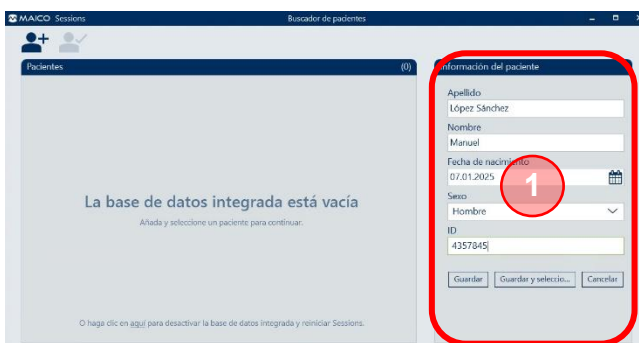 MAICO Sessions
Buscador de pacientes
Pacientes
(0)
La base de datos integrada está vacía
Añada y seleccione un paciente para continuar.
O haga clic en aquí para desactivar la base de datos integrada y reiniciar Sessions.
Información del paciente
Apellido
López Sánchez
Nombre
Manuel
Fecha de nacimiento
07.01.2025
1
Sexo
Hombre
ID
4357845
Guardar
Guardar y seleccio...
Cancelar